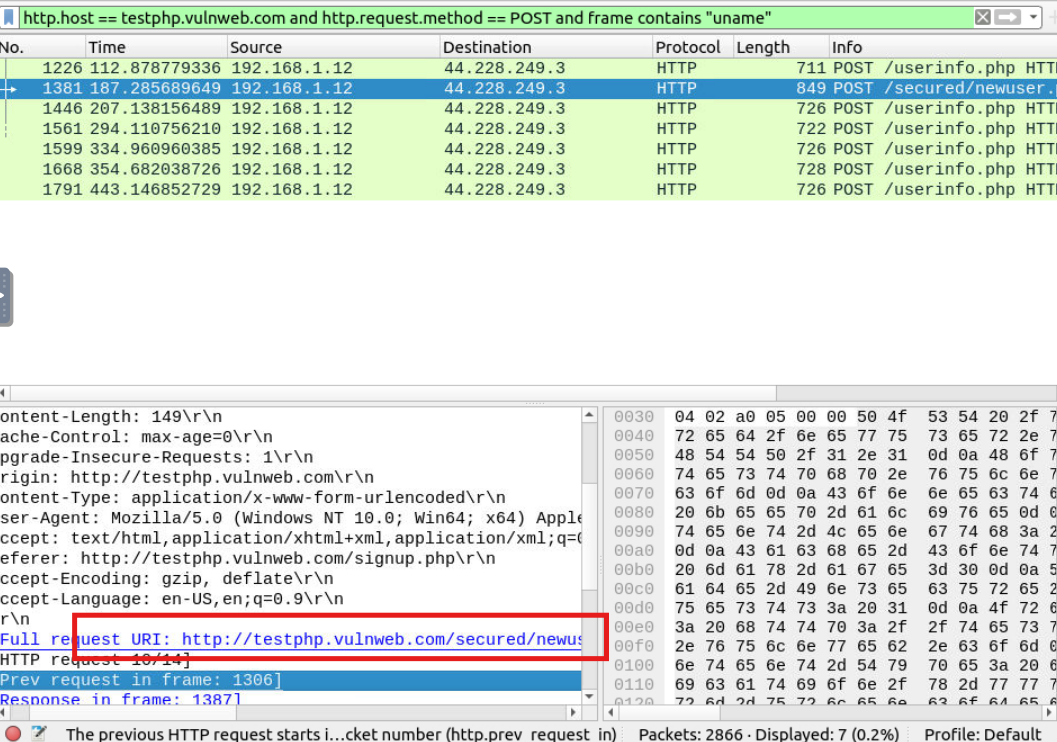 http.host == testphp.vulnweb.com and http.request.method == POST and frame contains "uname"
No. Time Source Destination Protocol Length Info
1226 112.878779336 192.168.1.12 44.228.249.3 HTTP 711 POST /userinfo.php HTT
1381 187.285689649 192.168.1.12 44.228.249.3 HTTP 849 POST /secured/newuser.p
1446 207.138156489 192.168.1.12 44.228.249.3 HTTP 726 POST /userinfo.php HTT
1561 294.110756210 192.168.1.12 44.228.249.3 HTTP 722 POST /userinfo.php HTT
1599 334.960960385 192.168.1.12 44.228.249.3 HTTP 726 POST /userinfo.php HTT
1668 354.682038726 192.168.1.12 44.228.249.3 HTTP 728 POST /userinfo.php HTT
1791 443.146852729 192.168.1.12 44.228.249.3 HTTP 726 POST /userinfo.php HTT
ontent-Length: 149\r\n
ache-Control: max-age=0\r\n
pgrade-Insecure-Requests: 1\r\n
rigin: http://testphp.vulnweb.com\r\n
ontent-Type: application/x-www-form-urlencoded\r\n
ser-Agent: Mozilla/5.0 (Windows NT 10.0; Win64; x64) Apple
ccept: text/html,application/xhtml+xml,application/xml;q=0
eferer: http://testphp.vulnweb.com/signup.php\r\n
ccept-Encoding: gzip, deflate\r\n
ccept-Language: en-US,en;q=0.9\r\n
r\n
Full request URI: http://testphp.vulnweb.com/secured/newus
HTTP request 10/14]
Prev request in frame: 1306]
Response in frame: 1387]
0030 04 02 a0 05 00 00 50 4f 53 54 20 2f 7
0040 72 65 64 2f 6e 65 77 75 73 65 72 2e 7
0050 48 54 54 50 2f 31 2e 31 0d 0a 48 6f 7
0060 74 65 73 74 70 68 70 2e 76 75 6c 6e 7
0070 63 6f 6d 0d 0a 43 6f 6e 6e 65 63 74 6
0080 20 6b 65 65 70 2d 61 6c 69 76 65 0d 0
0090 74 65 6e 74 2d 4c 65 6e 67 74 68 3a 2
00a0 0d 0a 43 61 63 68 65 2d 43 6f 6e 74 7
00b0 20 6d 61 78 2d 61 67 65 3d 30 0d 0a 5
00c0 61 64 65 2d 49 6e 73 65 63 75 72 65 2
00d0 75 65 73 74 73 3a 20 31 0d 0a 4f 72 6
00e0 3a 20 68 74 74 70 3a 2f 2f 74 65 73 7
00f0 2e 76 75 6c 6e 77 65 62 2e 63 6f 6d 0
0100 6e 74 65 6e 74 2d 54 79 70 65 3a 20 6
0110 69 63 61 74 69 6f 6e 2f 78 2d 77 77 7
0120 72 6d 2d 75 72 6c 65 6e 63 6f 64 65 6
The previous HTTP request starts i...cket number (http.prev_request_in) Packets: 2866 · Displayed: 7 (0.2%) Profile: Default